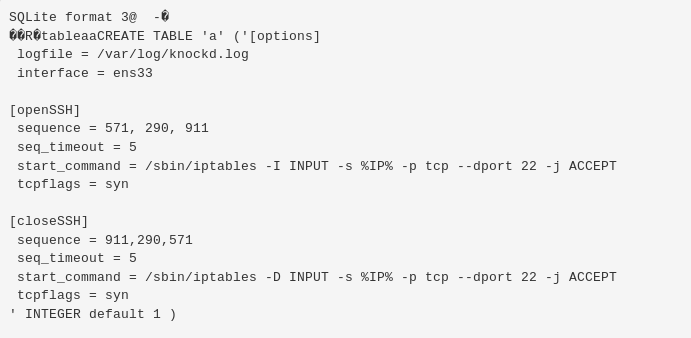 SQLite format 3@  -�
��R�tableaaCREATE TABLE 'a' ('[options]
 logfile = /var/log/knockd.log
 interface = ens33

[openSSH]
 sequence = 571, 290, 911
 seq_timeout = 5
 start_command = /sbin/iptables -I INPUT -s %IP% -p tcp --dport 22 -j ACCEPT
 tcpflags = syn

[closeSSH]
 sequence = 911,290,571
 seq_timeout = 5
 start_command = /sbin/iptables -D INPUT -s %IP% -p tcp --dport 22 -j ACCEPT
 tcpflags = syn
' INTEGER default 1 )